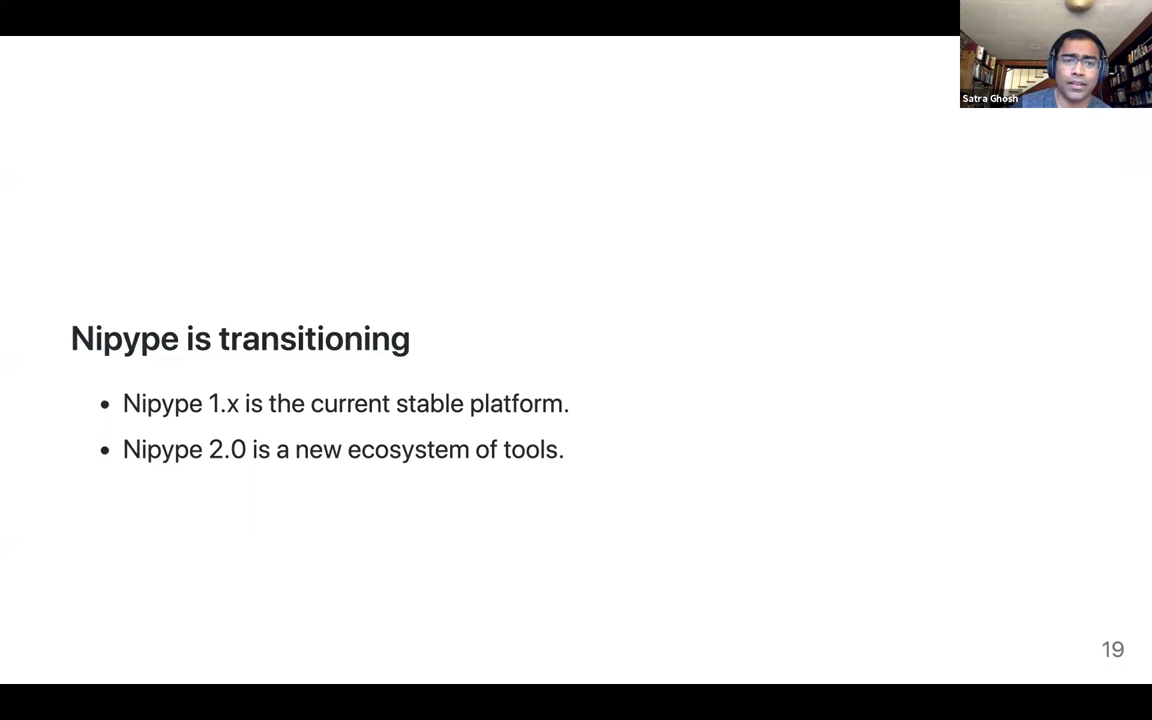 Satra Ghosh
Nipype is transitioning
• Nipype 1.x is the current stable platform.
• Nipype 2.0 is a new ecosystem of tools.
19